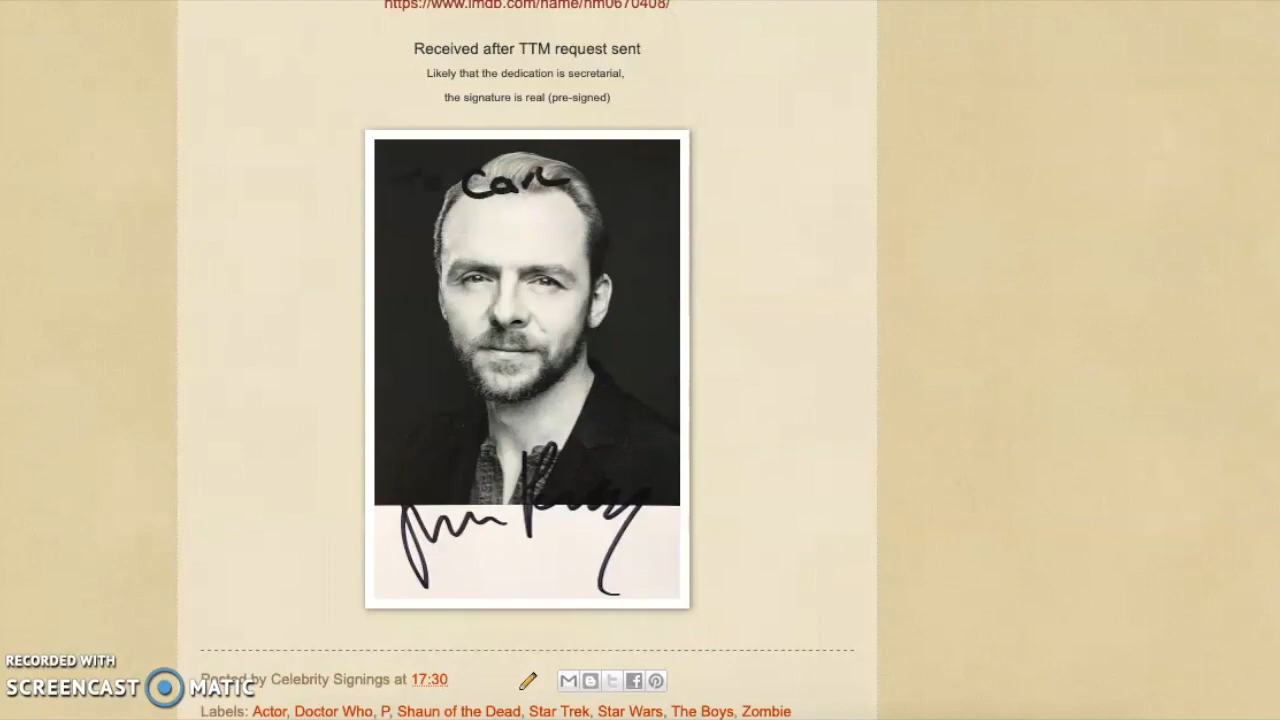 https://www.imdb.com/name/nm0670408/
Received after TTM request sent
Likely that the dedication is secretarial,
the signature is real (pre-signed)
To Carl
RECORDED WITH
SCREENCAST MATIC
Posted by Celebrity Signings at 17:30
Labels: Actor, Doctor Who, P, Shaun of the Dead, Star Trek, Star Wars, The Boys, Zombie